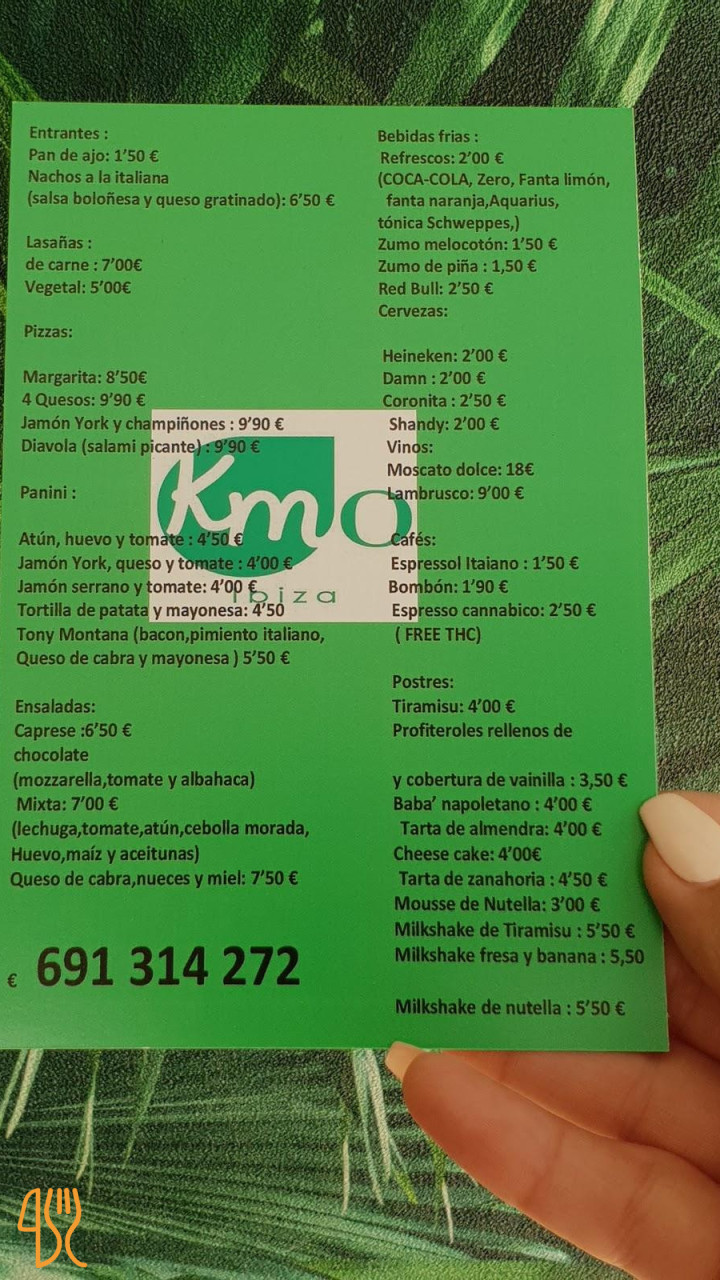 Entrantes :
Pan de ajo: 1'50 €
Nachos a la italiana
(salsa boloñesa y queso gratinado): 6'50 €
Lasañas :
de carne : 7'00€
Vegetal: 5'00€
Pizzas:
Margarita: 8'50€
4 Quesos: 9'90 €
Jamón York y champiñones : 9'90 €
Diavola (salami picante) : 9'90 €
Panini :
Atún, huevo y tomate : 4'50 €
Jamón York, queso y tomate : 4'00 €
Jamón serrano y tomate: 4'00 €
Tortilla de patata y mayonesa: 4'50
Tony Montana (bacon,pimiento italiano,
Queso de cabra y mayonesa ) 5'50 €
Ensaladas:
Caprese :6'50 €
chocolate
(mozzarella,tomate y albahaca)
Mixta: 7'00 €
(lechuga,tomate,atún,cebolla morada,
Huevo,maíz y aceitunas)
Queso de cabra,nueces y miel: 7'50 €
€ 691 314 272
Kmo
ibiza
Bebidas frias :
Refrescos: 2'00 €
(COCA-COLA, Zero, Fanta limón,
fanta naranja,Aquarius,
tónica Schweppes,)
Zumo melocotón: 1'50 €
Zumo de piña : 1,50 €
Red Bull: 2'50 €
Cervezas:
Heineken: 2'00 €
Damn : 2'00 €
Coronita : 2'50 €
Shandy: 2'00 €
Vinos:
Moscato dolce: 18€
Lambrusco: 9'00 €
Cafés:
Espressol Itaiano : 1'50 €
Bombón: 1'90 €
Espresso cannabico: 2'50 €
( FREE THC)
Postres:
Tiramisu: 4'00 €
Profiteroles rellenos de
y cobertura de vainilla : 3,50 €
Baba' napoletano : 4'00 €
Tarta de almendra: 4'00 €
Cheese cake: 4'00€
Tarta de zanahoria : 4'50 €
Mousse de Nutella: 3'00 €
Milkshake de Tiramisu : 5'50 €
Milkshake fresa y banana : 5,50
Milkshake de nutella : 5'50 €